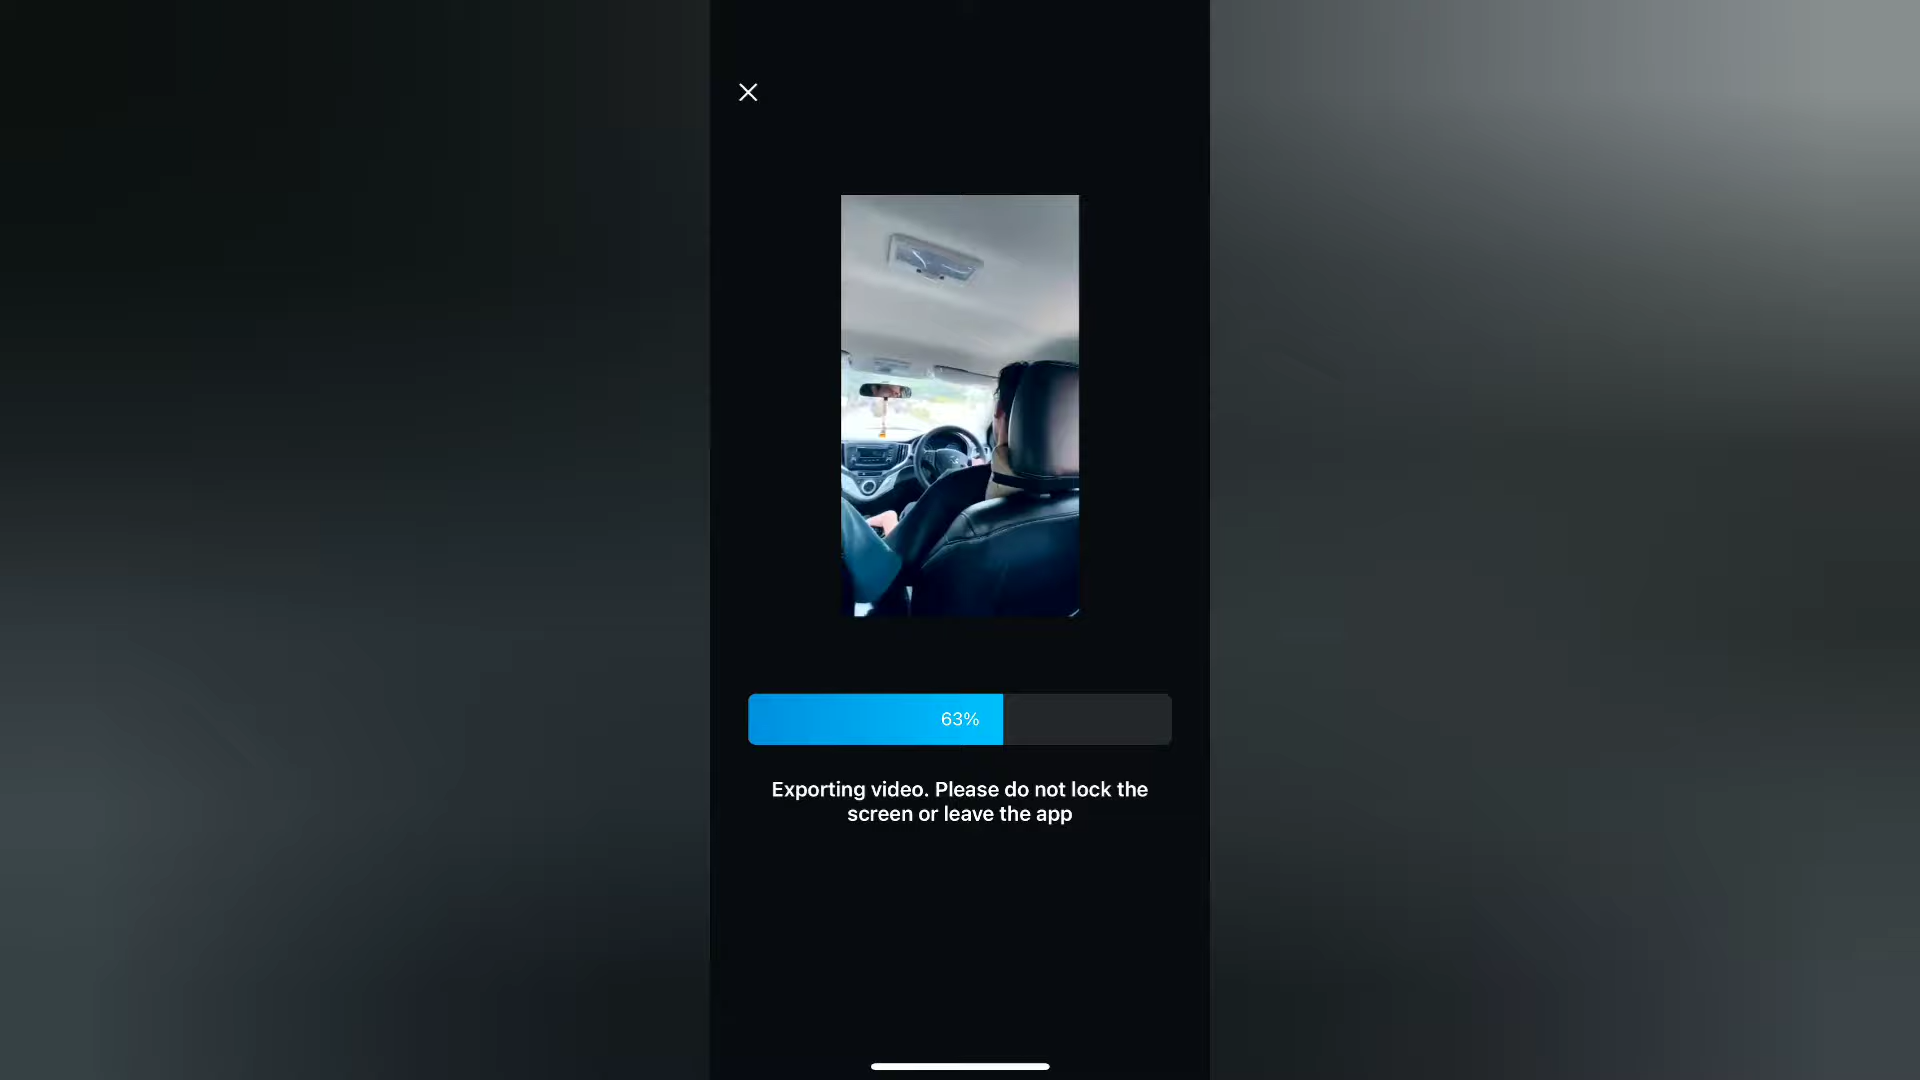 63%
Exporting video. Please do not lock the
screen or leave the app